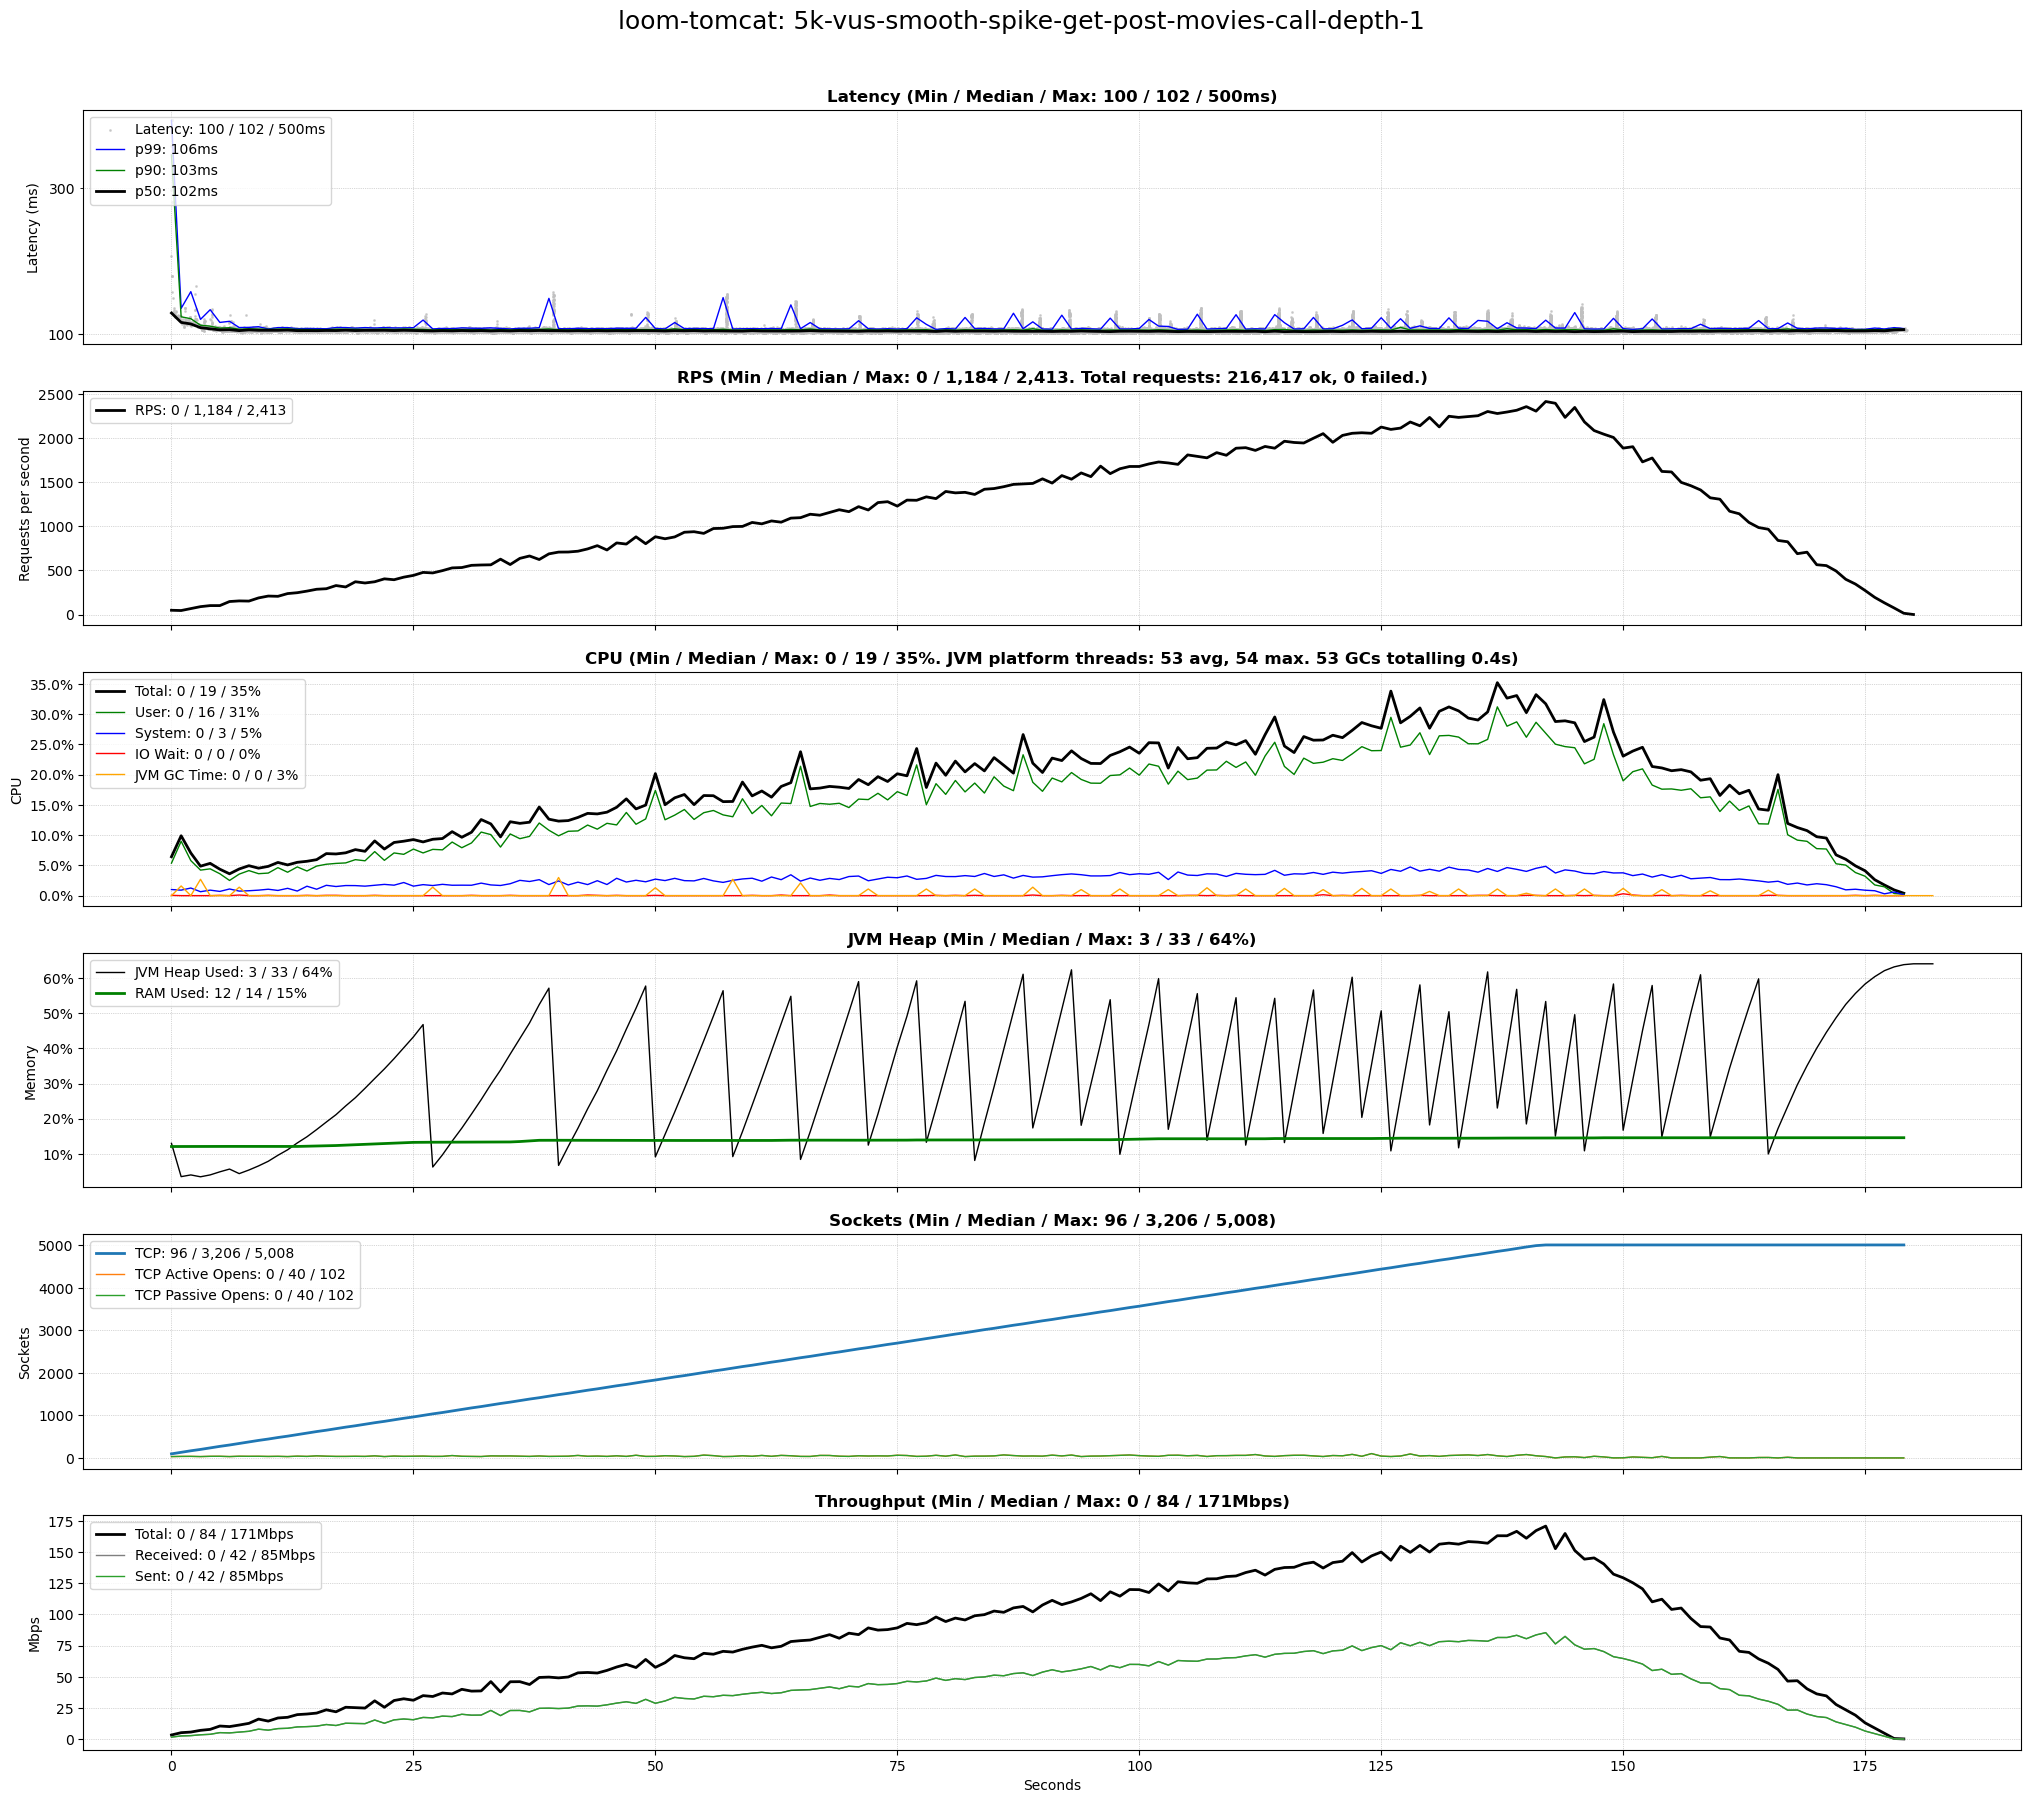 loom-tomcat: 5k-vus-smooth-spike-get-post-movies-call-depth-1
Latency (Min / Median / Max: 100 / 102 / 500ms)
Latency: 100 / 102 / 500ms
p99: 106ms
p90: 103ms
p50: 102ms
Latency (ms)
300
100
RPS (Min / Median / Max: 0 / 1,184 / 2,413. Total requests: 216,417 ok, 0 failed.)
RPS: 0 / 1,184 / 2,413
Requests per second
2500
2000
1500
1000
500
0
CPU (Min / Median / Max: 0 / 19 / 35%. JVM platform threads: 53 avg, 54 max. 53 GCs totalling 0.4s)
Total: 0 / 19 / 35%
User: 0 / 16 / 31%
System: 0 / 3 / 5%
IO Wait: 0 / 0 / 0%
JVM GC Time: 0 / 0 / 3%
CPU
35.0%
30.0%
25.0%
20.0%
15.0%
10.0%
5.0%
0.0%
JVM Heap (Min / Median / Max: 3 / 33 / 64%)
JVM Heap Used: 3 / 33 / 64%
RAM Used: 12 / 14 / 15%
Memory
60%
50%
40%
30%
20%
10%
Sockets (Min / Median / Max: 96 / 3,206 / 5,008)
TCP: 96 / 3,206 / 5,008
TCP Active Opens: 0 / 40 / 102
TCP Passive Opens: 0 / 40 / 102
Sockets
5000
4000
3000
2000
1000
0
Throughput (Min / Median / Max: 0 / 84 / 171Mbps)
Total: 0 / 84 / 171Mbps
Received: 0 / 42 / 85Mbps
Sent: 0 / 42 / 85Mbps
Mbps
175
150
125
100
75
50
25
0
0 25 50 75 100 125 150 175
Seconds